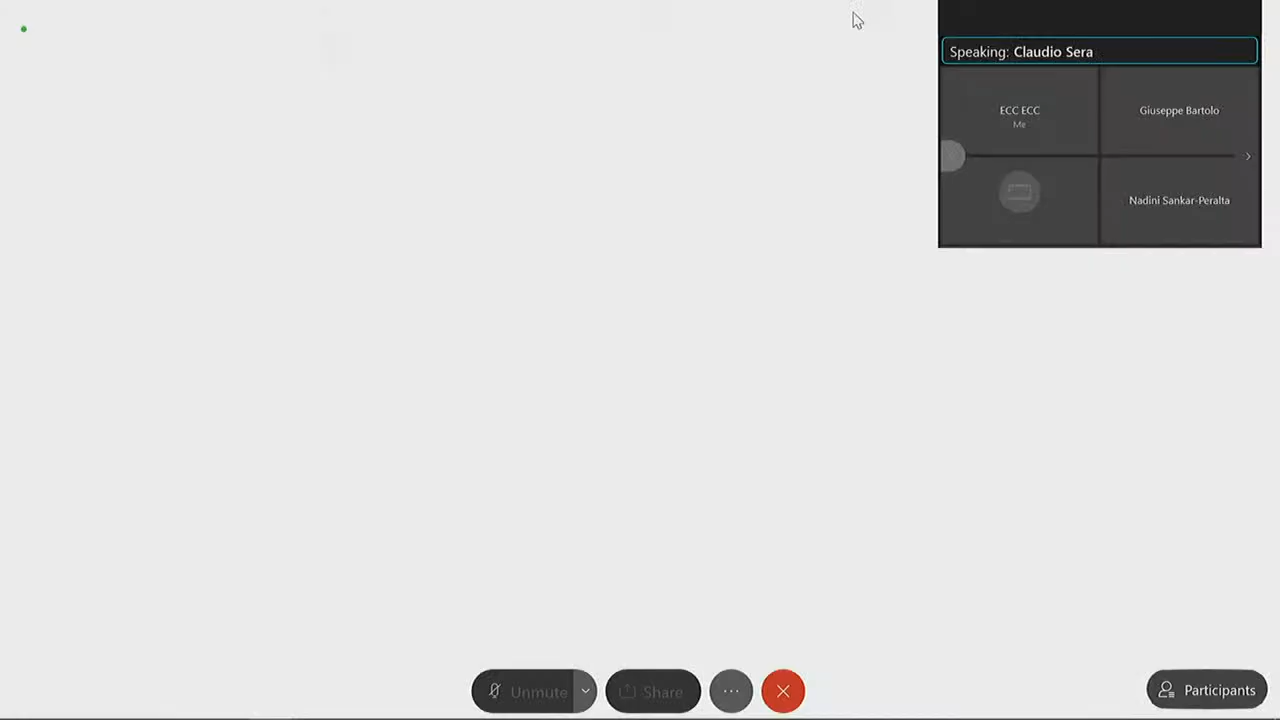 Speaking: Claudio Sera
ECC ECC
Me
Giuseppe Bartolo
Nadini Sankar-Peralta
Unmute
Share
Participants